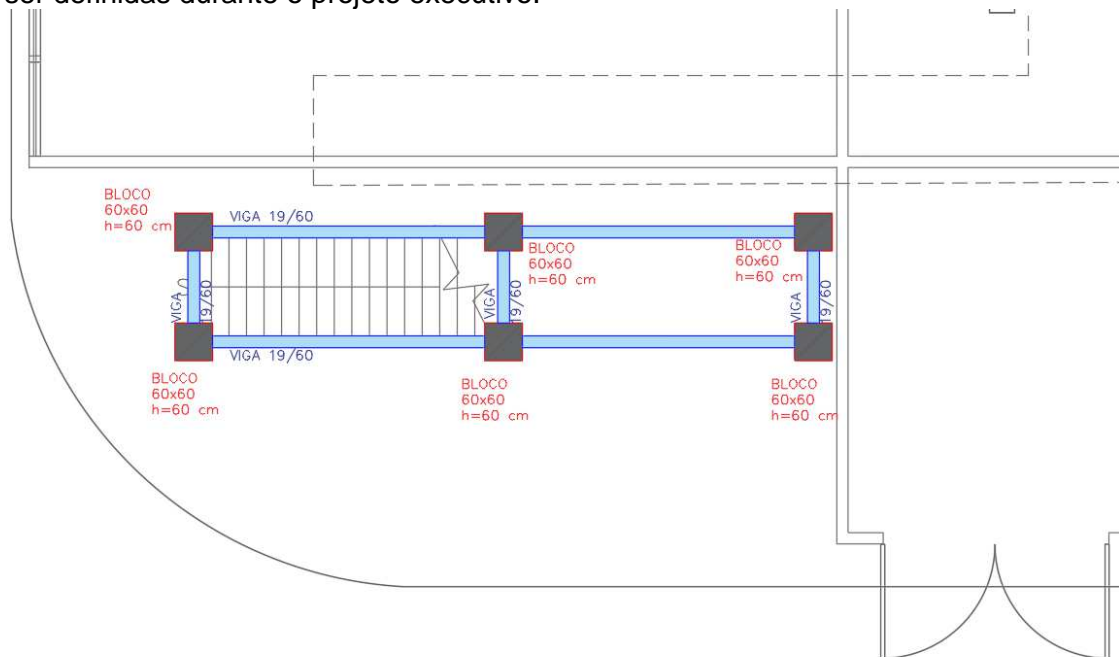 ser definidas durante o projeto executivo.
BLOCO
60x60
h=60 cm
VIGA 19/60
BLOCO
60x60
h=60 cm
BLOCO
60x60
h=60 cm
VIGA
19/60
VIGA
19/60
VIGA
19/60
VIGA 19/60
BLOCO
60x60
h=60 cm
BLOCO
60x60
h=60 cm
BLOCO
60x60
h=60 cm